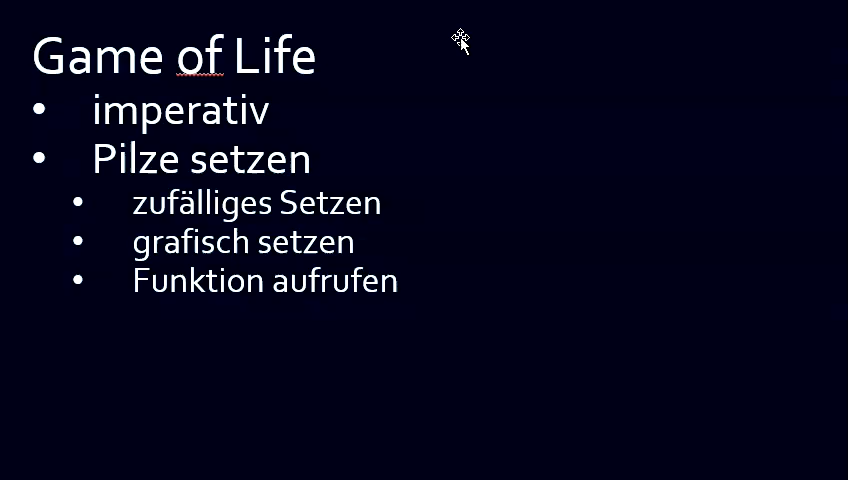 Game of Life
• imperativ
• Pilze setzen
• zufälliges Setzen
• grafisch setzen
• Funktion aufrufen